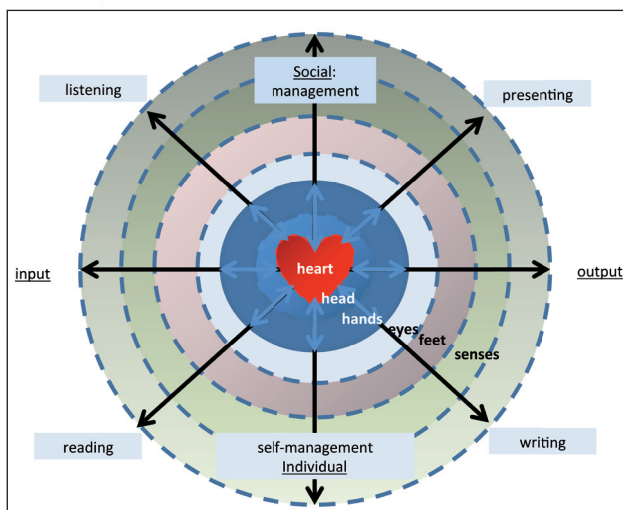 Social:
management
listening
presenting
input
heart
output
head
hands
eyes
feet
senses
reading
self-management
Individual
writing